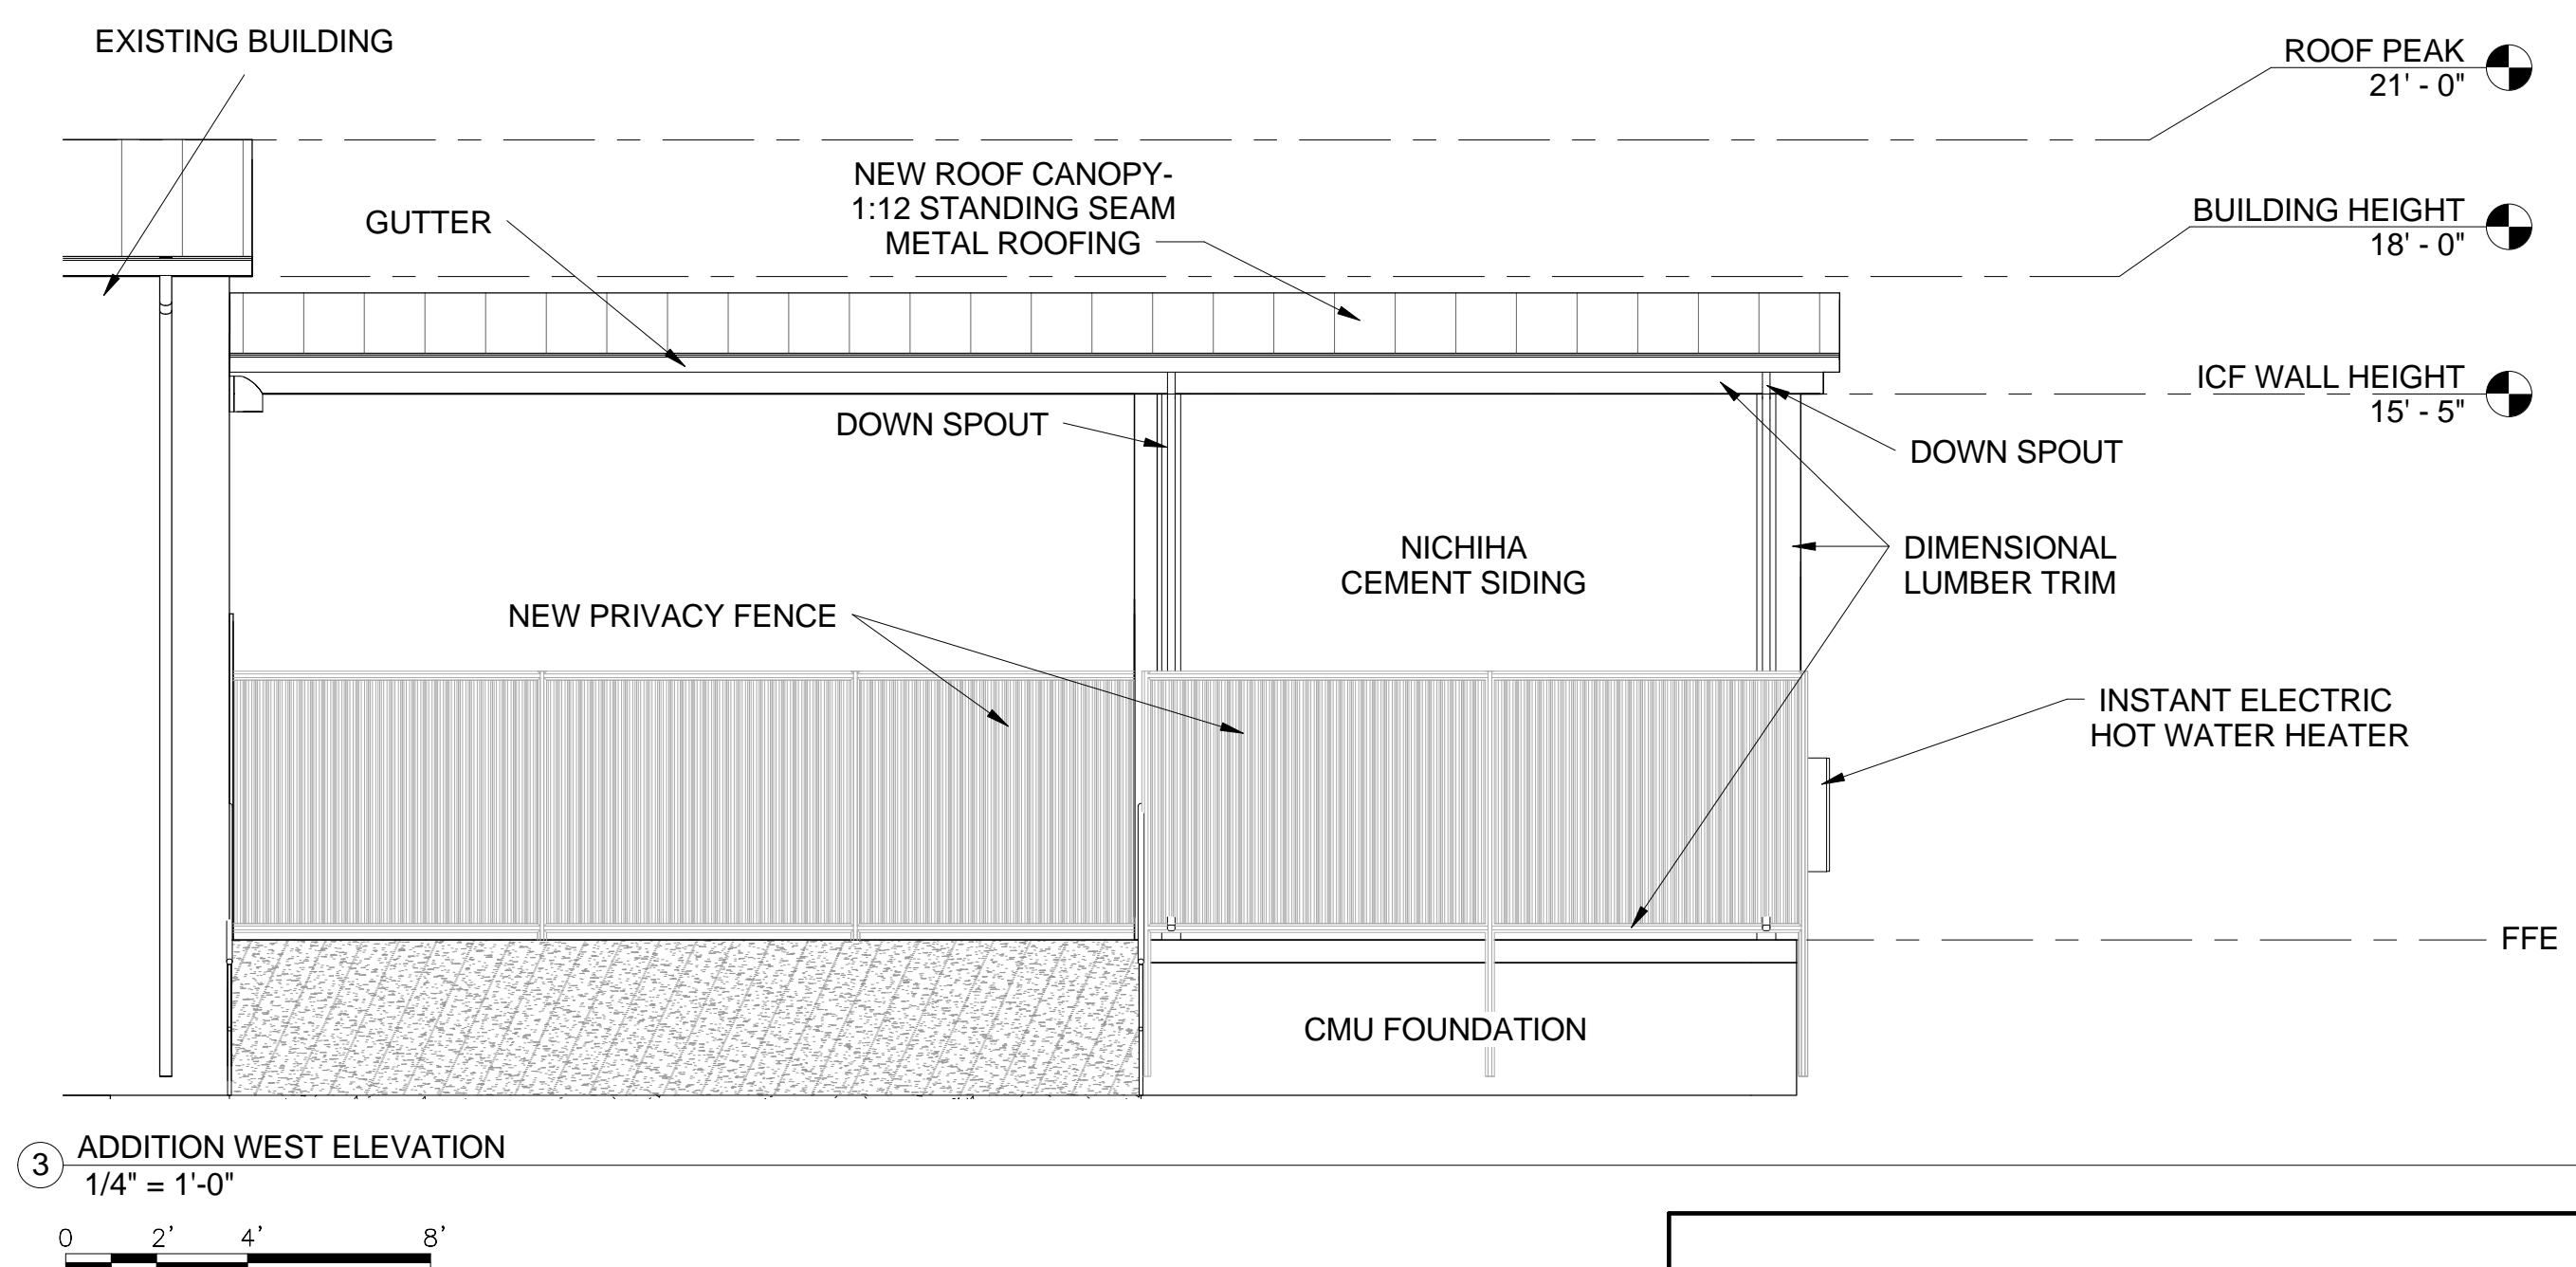 EXISTING BUILDING
ROOF PEAK
21' - 0"
NEW ROOF CANOPY-
1:12 STANDING SEAM
METAL ROOFING
GUTTER
BUILDING HEIGHT
18' - 0"
ICF WALL HEIGHT
15' - 5"
DOWN SPOUT
DOWN SPOUT
NICHIHA
CEMENT SIDING
DIMENSIONAL
LUMBER TRIM
NEW PRIVACY FENCE
INSTANT ELECTRIC
HOT WATER HEATER
FFE
CMU FOUNDATION
3
ADDITION WEST ELEVATION
1/4" = 1'-0"
0 2' 4' 8'